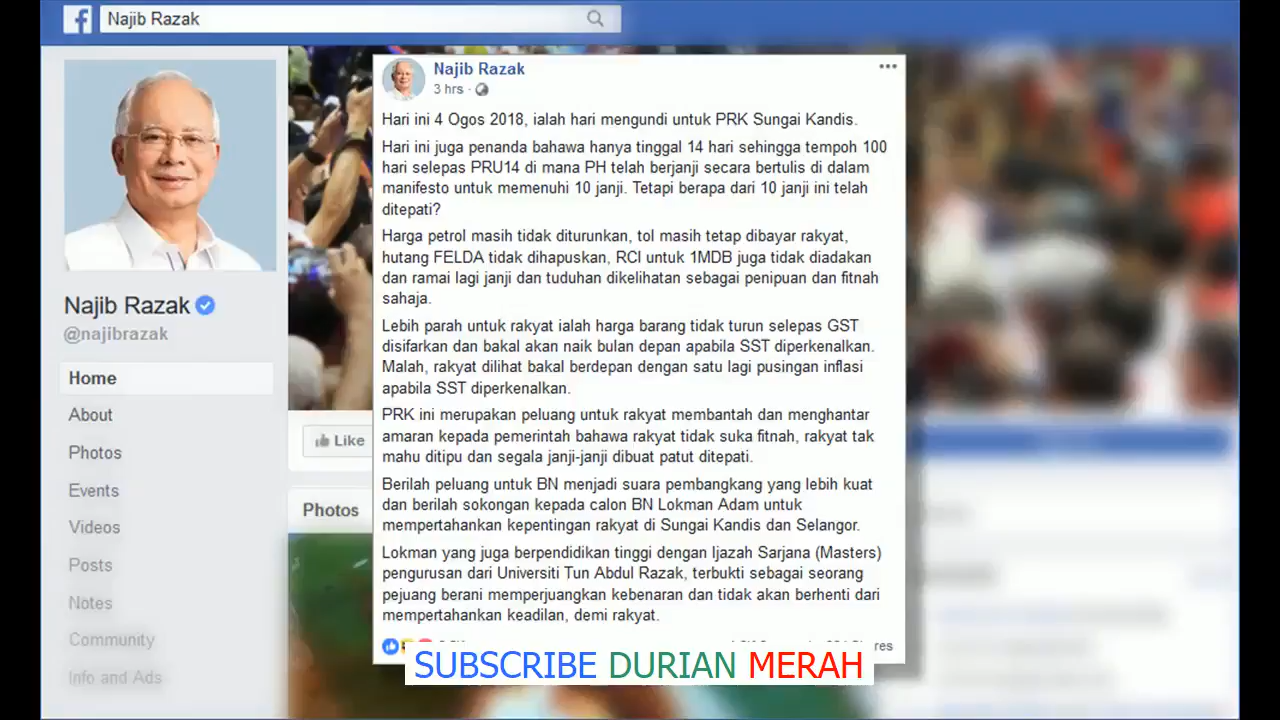 Najib Razak
Najib Razak
3 hrs ·
Hari ini 4 Ogos 2018, ialah hari mengundi untuk PRK Sungai Kandis.
Hari ini juga penanda bahawa hanya tinggal 14 hari sehingga tempoh 100
hari selepas PRU14 di mana PH telah berjanji secara bertulis di dalam
manifesto untuk memenuhi 10 janji. Tetapi berapa dari 10 janji ini telah
ditepati?
Harga petrol masih tidak diturunkan, tol masih tetap dibayar rakyat,
hutang FELDA tidak dihapuskan, RCI untuk 1MDB juga tidak diadakan
dan ramai lagi janji dan tuduhan dikelihatan sebagai penipuan dan fitnah
sahaja.
Lebih parah untuk rakyat ialah harga barang tidak turun selepas GST
disifarkan dan bakal akan naik bulan depan apabila SST diperkenalkan.
Malah, rakyat dilihat bakal berdepan dengan satu lagi pusingan inflasi
apabila SST diperkenalkan.
PRK ini merupakan peluang untuk rakyat membantah dan menghantar
amaran kepada pemerintah bahawa rakyat tidak suka fitnah, rakyat tak
mahu ditipu dan segala janji-janji dibuat patut ditepati.
Berilah peluang untuk BN menjadi suara pembangkang yang lebih kuat
dan berilah sokongan kepada calon BN Lokman Adam untuk
mempertahankan kepentingan rakyat di Sungai Kandis dan Selangor.
Lokman yang juga berpendidikan tinggi dengan Ijazah Sarjana (Masters)
pengurusan dari Universiti Tun Abdul Razak, terbukti sebagai seorang
pejuang berani memperjuangkan kebenaran dan tidak akan berhenti dari
mempertahankan keadilan, demi rakyat.
Najib Razak
@najibrazak
Home
About
Photos
Events
Videos
Posts
Notes
Community
Info and Ads
Like
Photos
SUBSCRIBE DURIAN MERAH